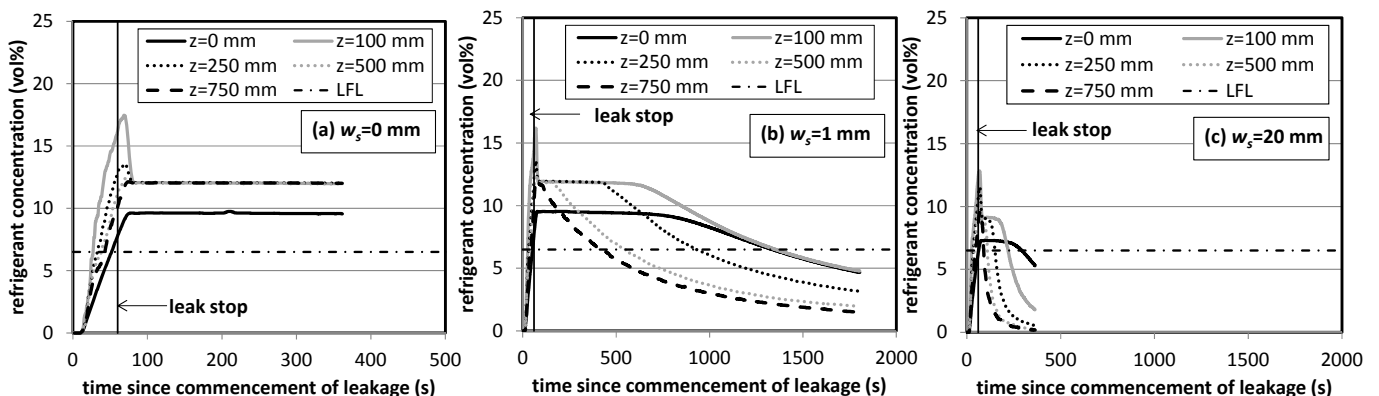 refrigerant concentration (vol%)
25
20
15
10
5
0
z=0 mm z=100 mm
z=250 mm z=500 mm
z=750 mm LFL
(a) ws=0 mm
leak stop
0 100 200 300 400 500
time since commencement of leakage (s)
refrigerant concentration (vol%)
25
20
15
10
5
0
z=0 mm z=100 mm
z=250 mm z=500 mm
z=750 mm LFL
leak stop
(b) ws=1 mm
0 500 1000 1500 2000
time since commencement of leakage (s)
refrigerant concentration (vol%)
25
20
15
10
5
0
z=0 mm z=100 mm
z=250 mm z=500 mm
z=750 mm LFL
leak stop
(c) ws=20 mm
0 500 1000 1500 2000
time since commencement of leakage (s)